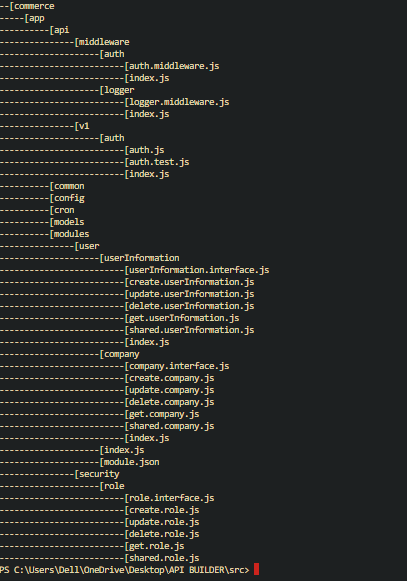 --[commerce
-----[app
----------[api
---------------[middleware
--------------------[auth
-------------------------[auth.middleware.js
-------------------------[index.js
--------------------[logger
-------------------------[logger.middleware.js
-------------------------[index.js
---------------[v1
--------------------[auth
-------------------------[auth.js
-------------------------[auth.test.js
-------------------------[index.js
----------[common
----------[config
----------[cron
----------[models
----------[modules
---------------[user
--------------------[userInformation
-------------------------[userInformation.interface.js
-------------------------[create.userInformation.js
-------------------------[update.userInformation.js
-------------------------[delete.userInformation.js
-------------------------[get.userInformation.js
-------------------------[shared.userInformation.js
-------------------------[index.js
--------------------[company
-------------------------[company.interface.js
-------------------------[create.company.js
-------------------------[update.company.js
-------------------------[delete.company.js
-------------------------[get.company.js
-------------------------[shared.company.js
-------------------------[index.js
--------------------[index.js
--------------------[module.json
---------------[security
--------------------[role
-------------------------[role.interface.js
-------------------------[create.role.js
-------------------------[update.role.js
-------------------------[delete.role.js
-------------------------[get.role.js
-------------------------[shared.role.js
PS C:\Users\Dell\OneDrive\Desktop\API BUILDER\src>